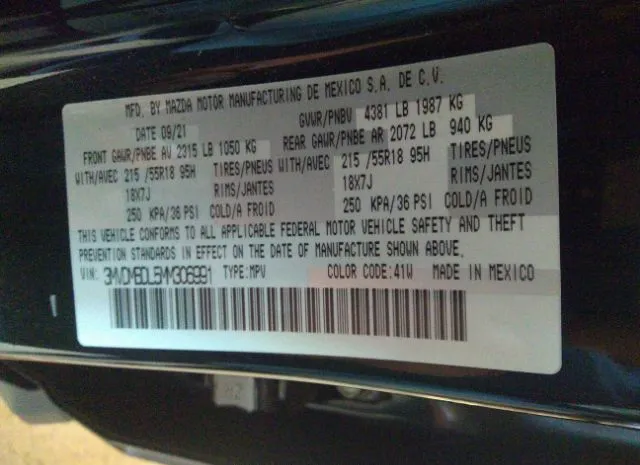 MFD. BY MAZDA MOTOR MANUFACTURING DE MEXICO S.A. DE C.V.
DATE 09/21 GVWR/PNBV 4381 LB 1987 KG
FRONT GAWR/PNBE AV 2315 LB 1050 KG REAR GAWR/PNBE AR 2072 LB 940 KG
WITH/AVEC 215 /55R18 95H TIRES/PNEUS WITH/AVEC 215 /55R18 95H TIRES/PNEUS
18X7J RIMS/JANTES 18X7J RIMS/JANTES
250 KPA/36 PSI COLD/A FROID 250 KPA/36 PSI COLD/A FROID
THIS VEHICLE CONFORMS TO ALL APPLICABLE FEDERAL MOTOR VEHICLE SAFETY AND THEFT
PREVENTION STANDARDS IN EFFECT ON THE DATE OF MANUFACTURE SHOWN ABOVE.
VIN: 3MVDMBDL5MM306991 TYPE:MPV COLOR CODE:41W MADE IN MEXICO